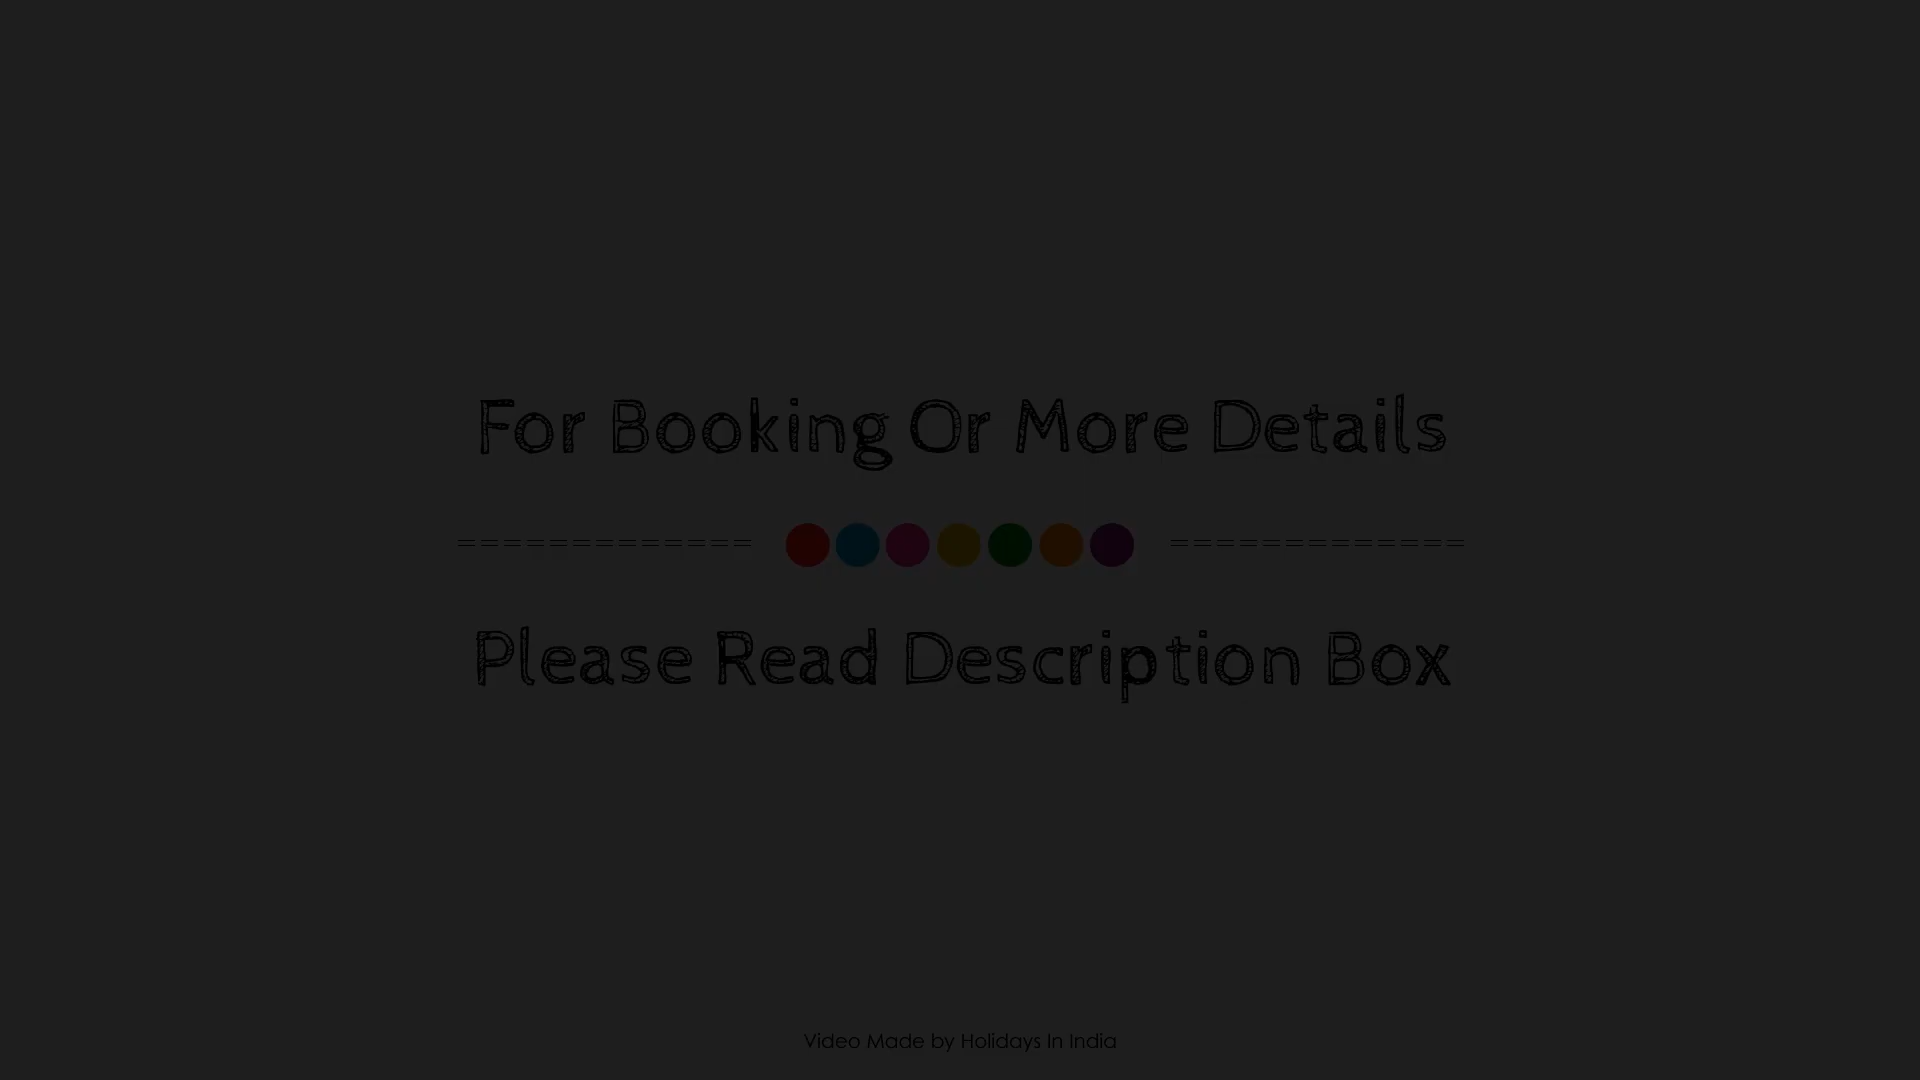 For Booking Or More Details
============= =============
Please Read Description Box
Video Made by Holidays In India